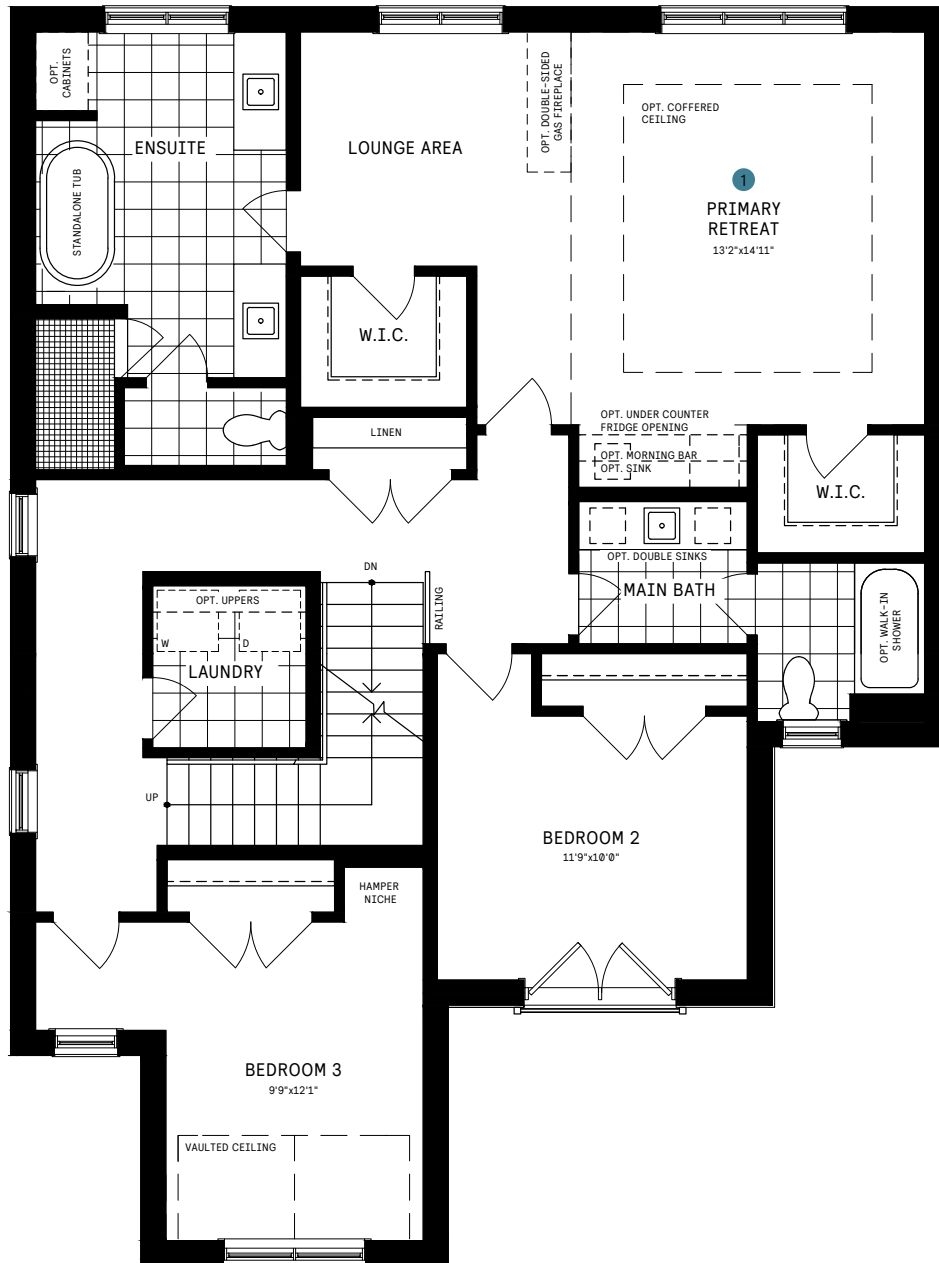 OPT.
CABINETS
ENSUITE
STANDALONE TUB
LOUNGE AREA
OPT. DOUBLE-SIDED
GAS FIREPLACE
OPT. COFFERED
CEILING
1
PRIMARY
RETREAT
13'2"x14'11"
W.I.C.
LINEN
OPT. UNDER COUNTER
FRIDGE OPENING
OPT. MORNING BAR
OPT. SINK
W.I.C.
OPT. DOUBLE SINKS
MAIN BATH
OPT. WALK-IN
SHOWER
DN
RAILING
OPT. UPPERS
W
D
LAUNDRY
UP
BEDROOM 2
11'9"x10'0"
HAMPER
NICHE
BEDROOM 3
9'9"x12'1"
VAULTED CEILING